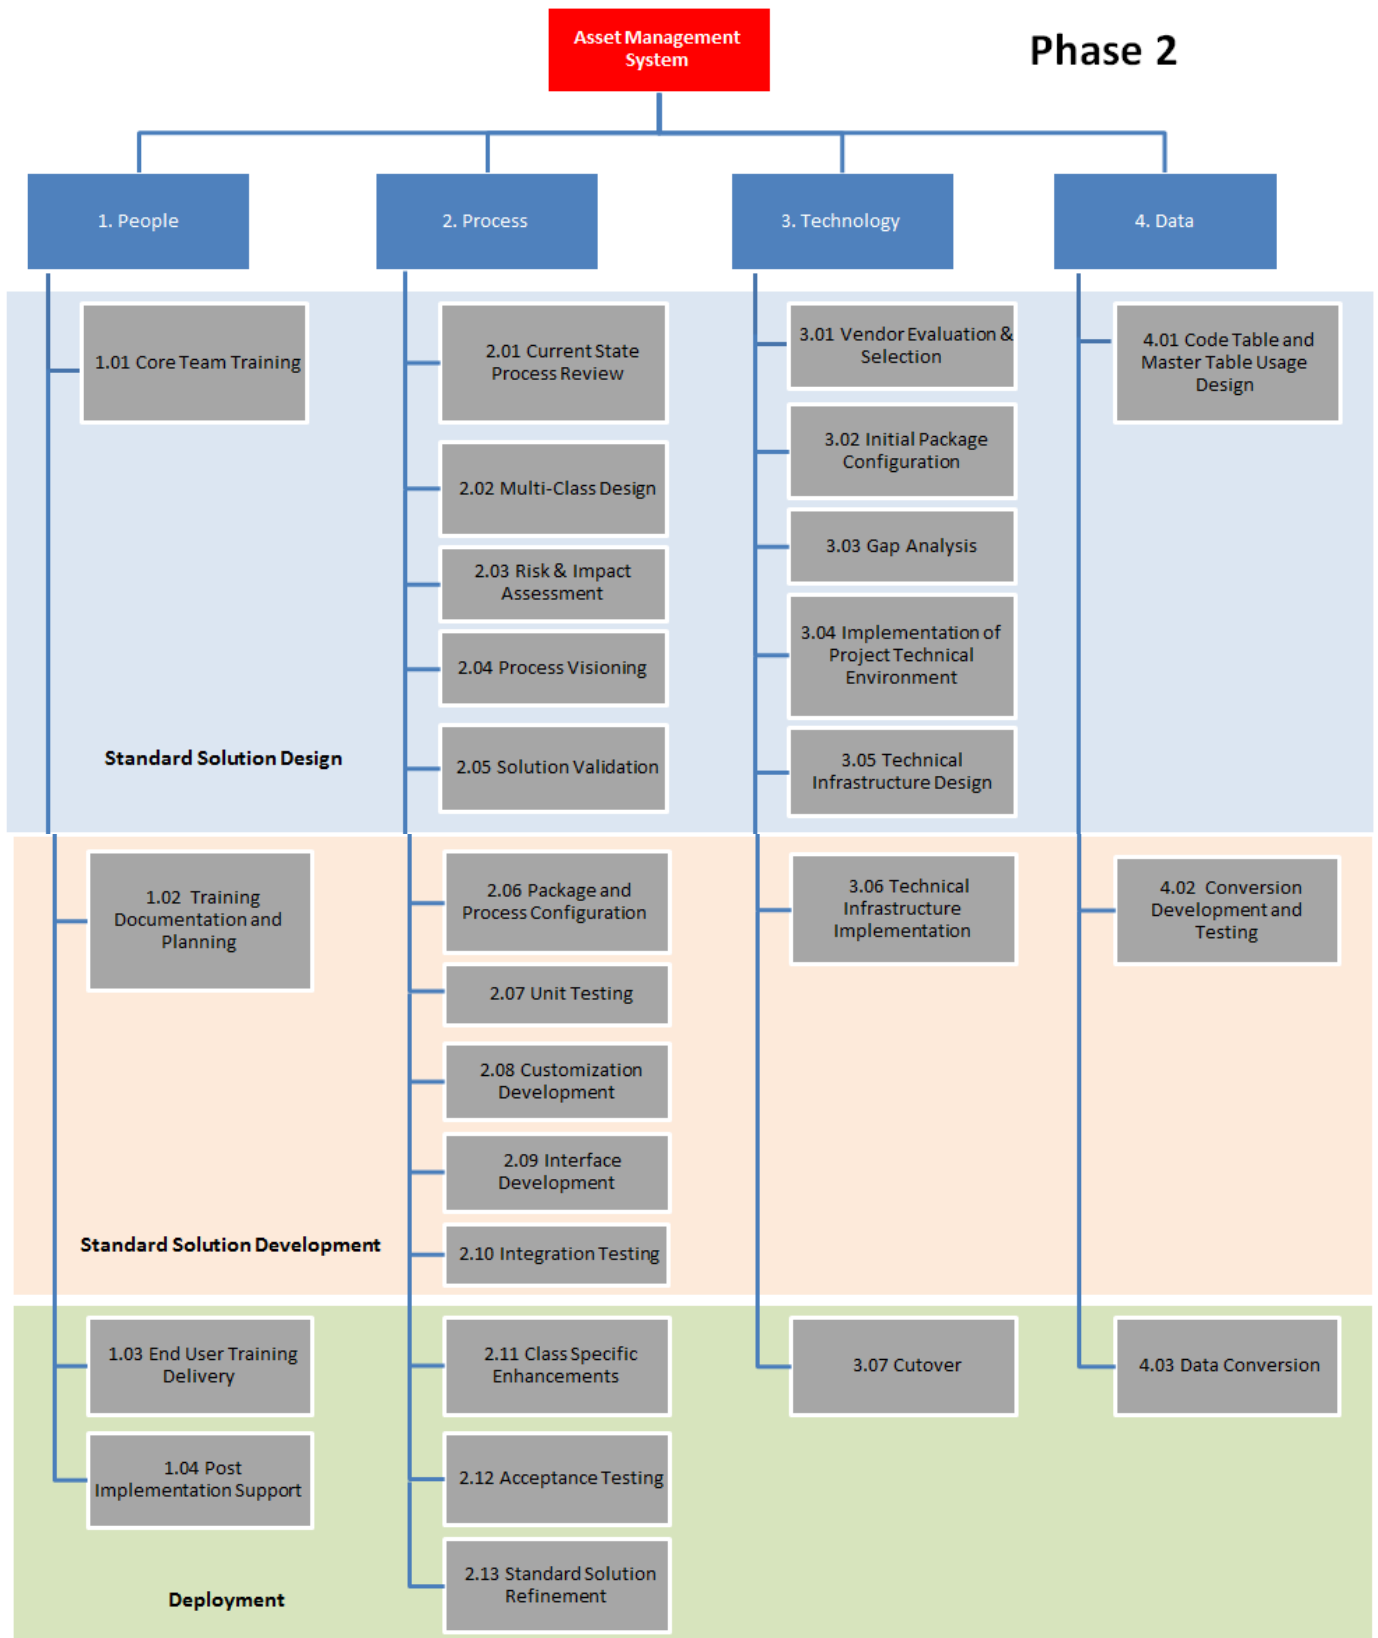 Asset Management
System
Phase 2
1. People
2. Process
3. Technology
4. Data
1.01 Core Team Training
2.01 Current State
Process Review
2.02 Multi-Class Design
2.03 Risk & Impact
Assessment
2.04 Process Visioning
2.05 Solution Validation
3.01 Vendor Evaluation &
Selection
3.02 Initial Package
Configuration
3.03 Gap Analysis
3.04 Implementation of
Project Technical
Environment
3.05 Technical
Infrastructure Design
4.01 Code Table and
Master Table Usage
Design
Standard Solution Design
1.02 Training
Documentation and
Planning
2.06 Package and
Process Configuration
2.07 Unit Testing
2.08 Customization
Development
2.09 Interface
Development
2.10 Integration Testing
3.06 Technical
Infrastructure
Implementation
4.02 Conversion
Development and
Testing
Standard Solution Development
1.03 End User Training
Delivery
1.04 Post
Implementation Support
2.11 Class Specific
Enhancements
2.12 Acceptance Testing
2.13 Standard Solution
Refinement
3.07 Cutover
4.03 Data Conversion
Deployment